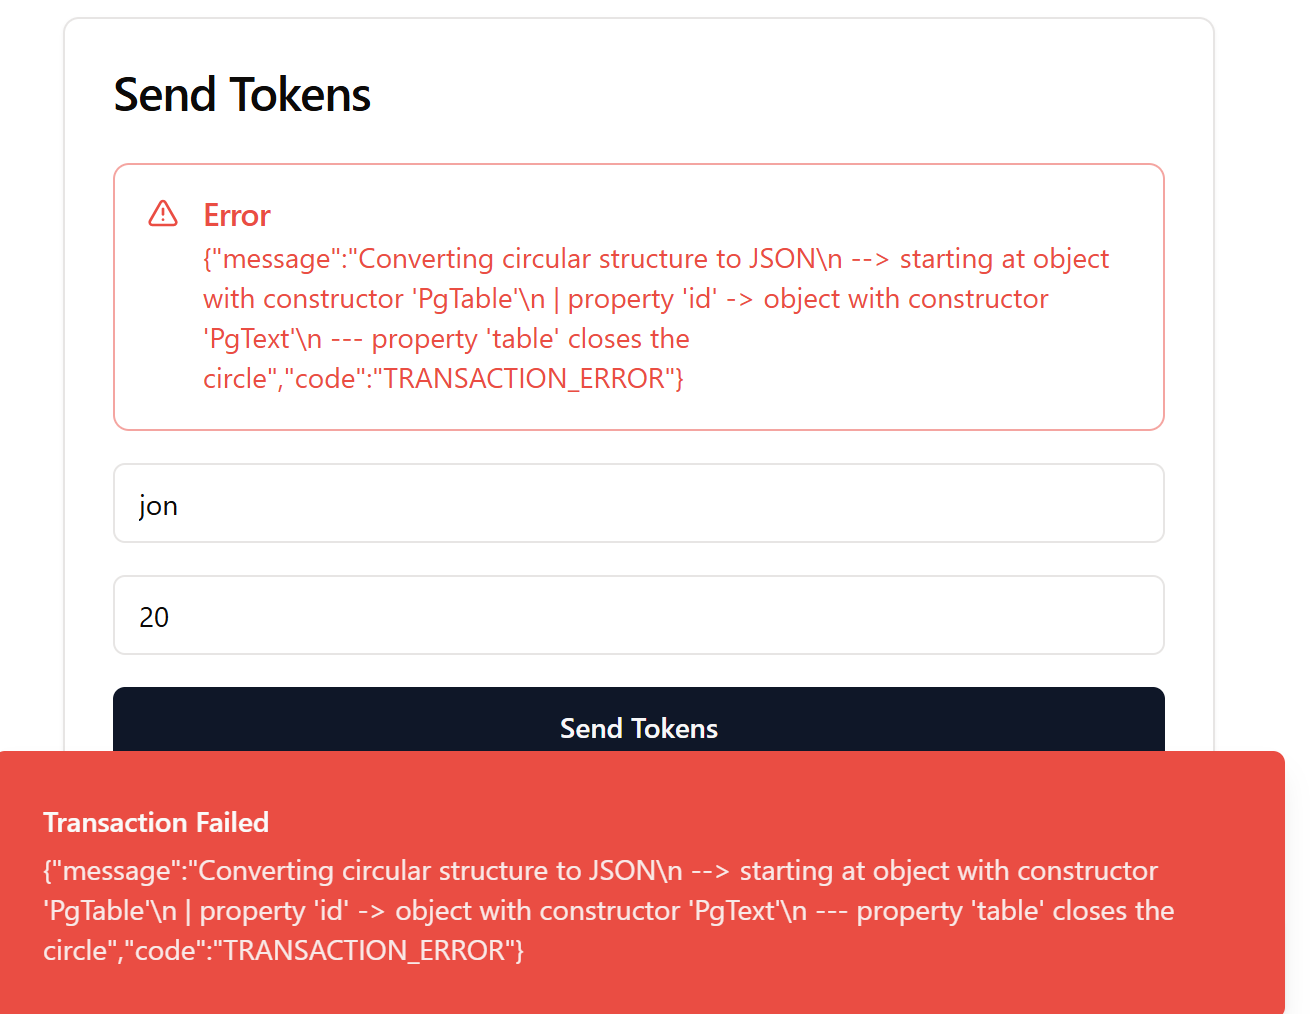 Send Tokens
Error
{"message":"Converting circular structure to JSON\n --> starting at object
with constructor 'PgTable'\n | property 'id' -> object with constructor
'PgText'\n --- property 'table' closes the
circle","code":"TRANSACTION_ERROR"}
jon
20
Send Tokens
Transaction Failed
{"message":"Converting circular structure to JSON\n --> starting at object with constructor
'PgTable'\n | property 'id' -> object with constructor 'PgText'\n --- property 'table' closes the
circle","code":"TRANSACTION_ERROR"}